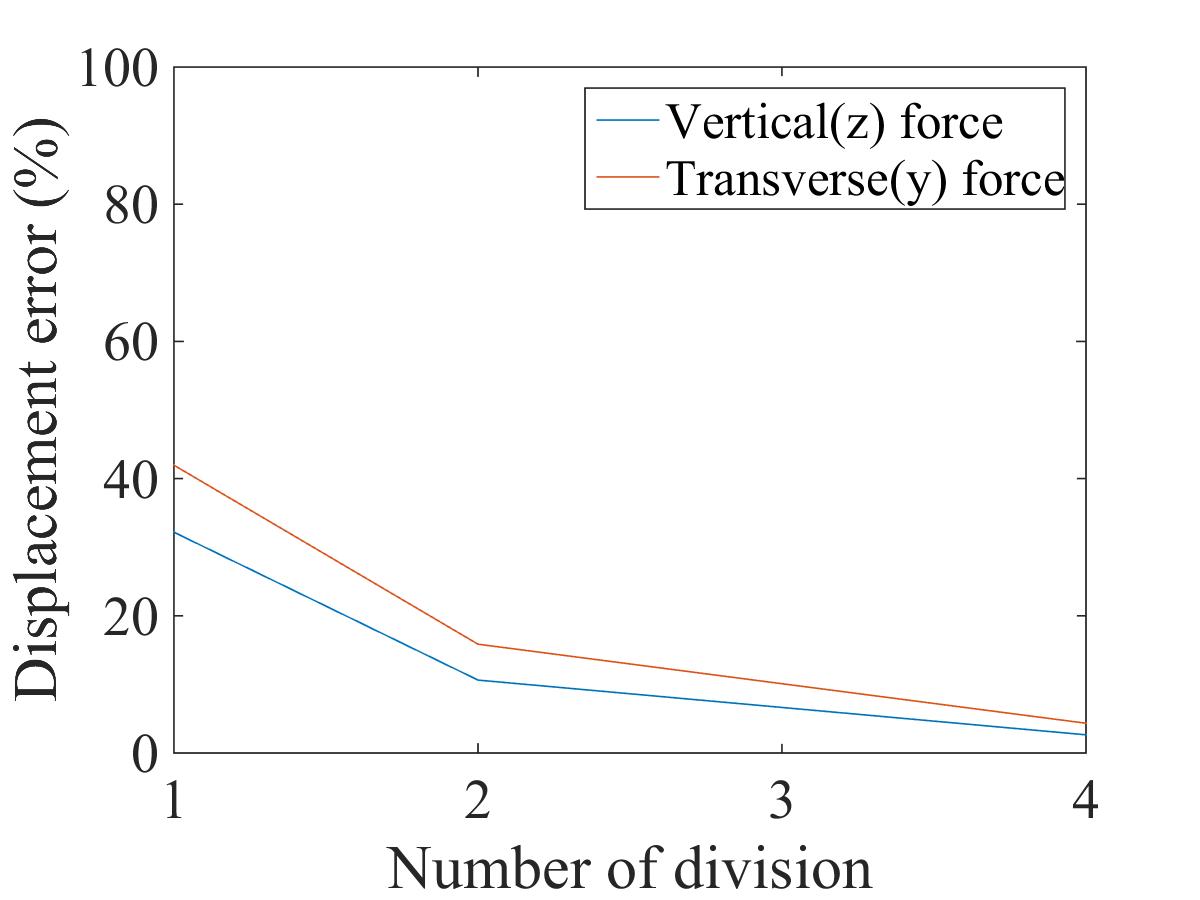 100
80
60
40
20
0
Displacement error (%)
Vertical(z) force
Transverse(y) force
1 2 3 4
Number of division